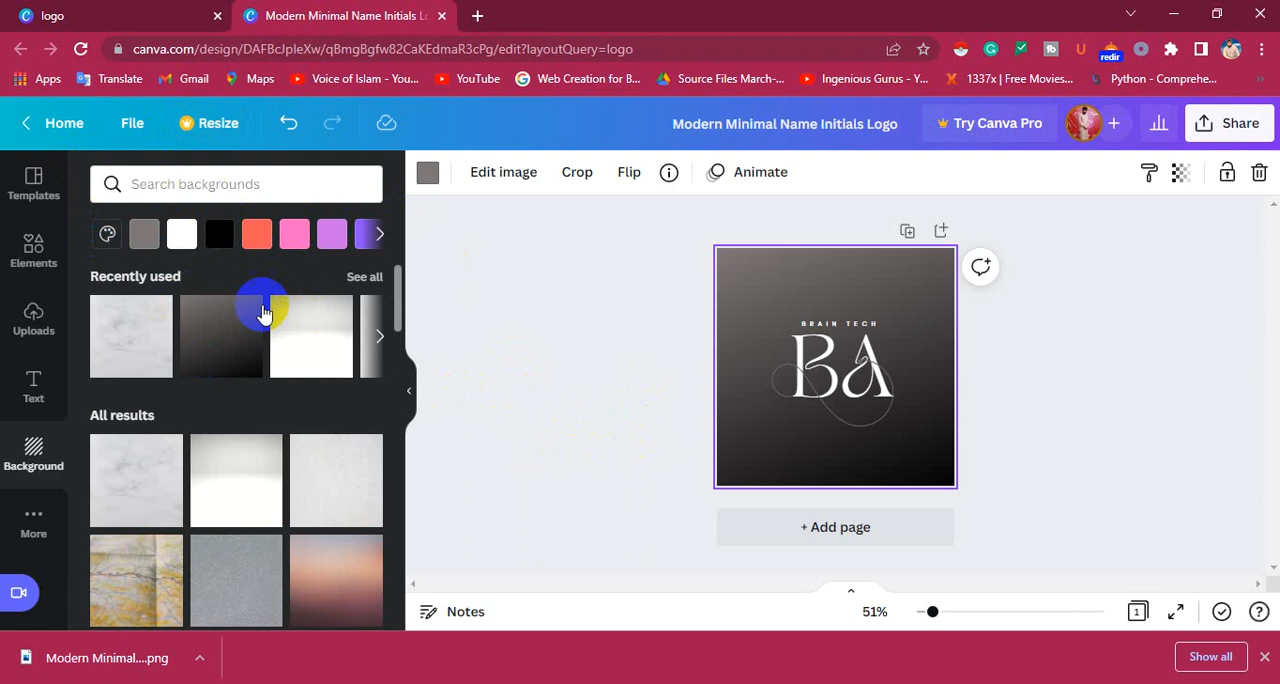 logo
Modern Minimal Name Initials Lo
canva.com/design/DAFBcJpleXw/qBmgBgfw82CaKEdmaR3cPg/edit?layoutQuery=logo
redir
Apps Translate Gmail Maps Voice of Islam - You... YouTube Web Creation for B... Source Files March-... Ingenious Gurus - Y... 1337x | Free Movies... Python - Comprehe...
Home File Resize Modern Minimal Name Initials Logo Try Canva Pro Share
Templates
Elements
Uploads
Text
Background
More
Search backgrounds
Recently used See all
All results
Edit image Crop Flip Animate
BRAIN TECH
BA
+ Add page
Notes 51% 1
Modern Minimal....png Show all